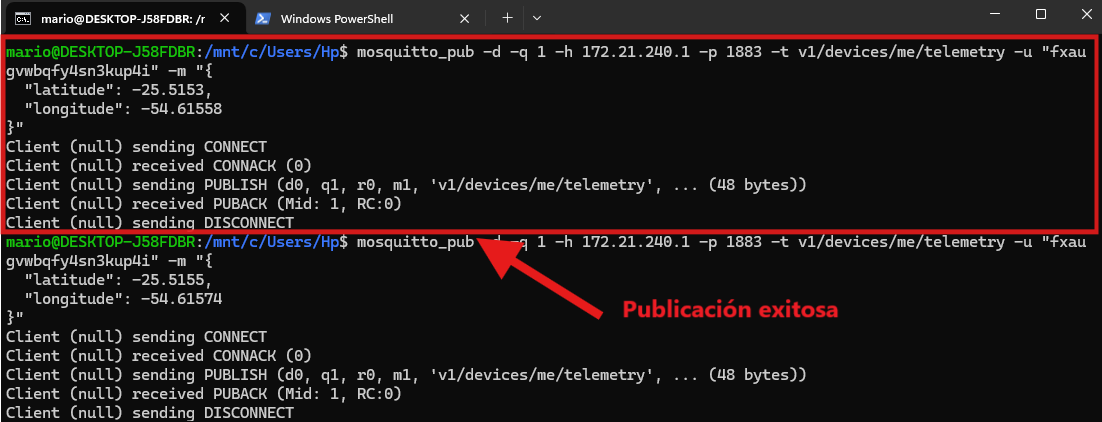 mario@DESKTOP-J58FDBR: /r
Windows PowerShell
mario@DESKTOP-J58FDBR:/mnt/c/Users/Hp$ mosquitto_pub -d -q 1 -h 172.21.240.1 -p 1883 -t v1/devices/me/telemetry -u "fxau
gvwbqfy4sn3kup4i" -m "{
  "latitude": -25.5153,
  "longitude": -54.61558
}"
Client (null) sending CONNECT
Client (null) received CONNACK (0)
Client (null) sending PUBLISH (d0, q1, r0, m1, 'v1/devices/me/telemetry', ... (48 bytes))
Client (null) received PUBACK (Mid: 1, RC:0)
Client (null) sending DISCONNECT
mario@DESKTOP-J58FDBR:/mnt/c/Users/Hp$ mosquitto_pub -d -q 1 -h 172.21.240.1 -p 1883 -t v1/devices/me/telemetry -u "fxau
gvwbqfy4sn3kup4i" -m "{
  "latitude": -25.5155,
  "longitude": -54.61574
Publicación exitosa
}"
Client (null) sending CONNECT
Client (null) received CONNACK (0)
Client (null) sending PUBLISH (d0, q1, r0, m1, 'v1/devices/me/telemetry', ... (48 bytes))
Client (null) received PUBACK (Mid: 1, RC:0)
Client (null) sending DISCONNECT